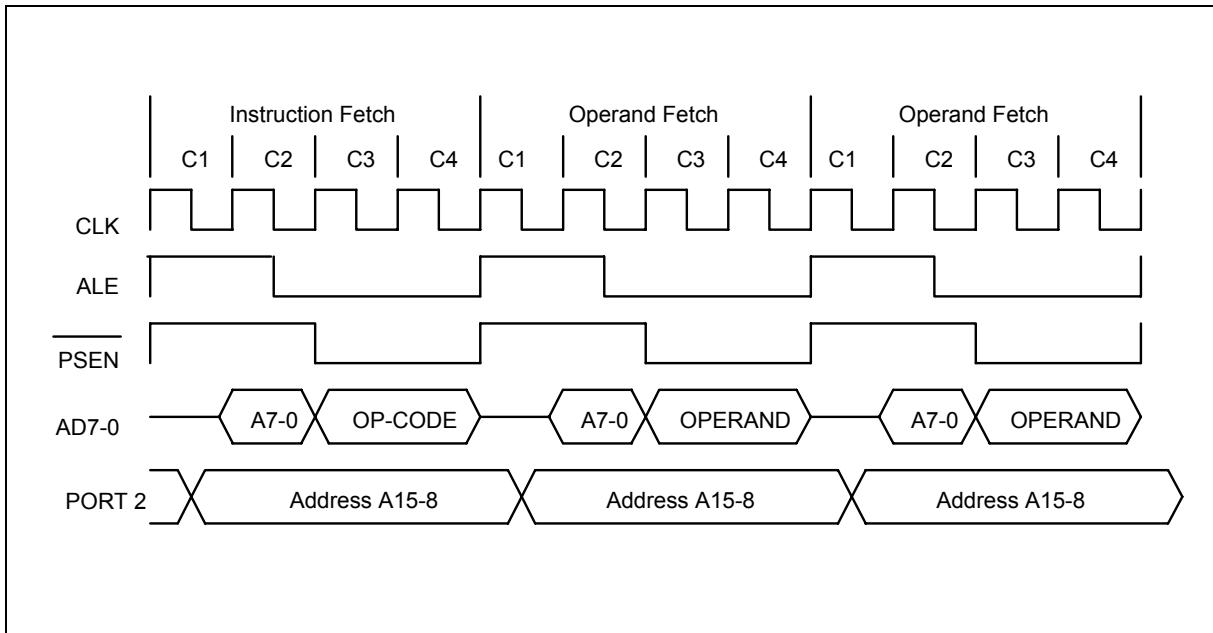 Instruction Fetch Operand Fetch Operand Fetch
C1 C2 C3 C4 C1 C2 C3 C4 C1 C2 C3 C4
CLK
ALE
PSEN
AD7-0 A7-0 OP-CODE A7-0 OPERAND A7-0 OPERAND
PORT 2 Address A15-8 Address A15-8 Address A15-8